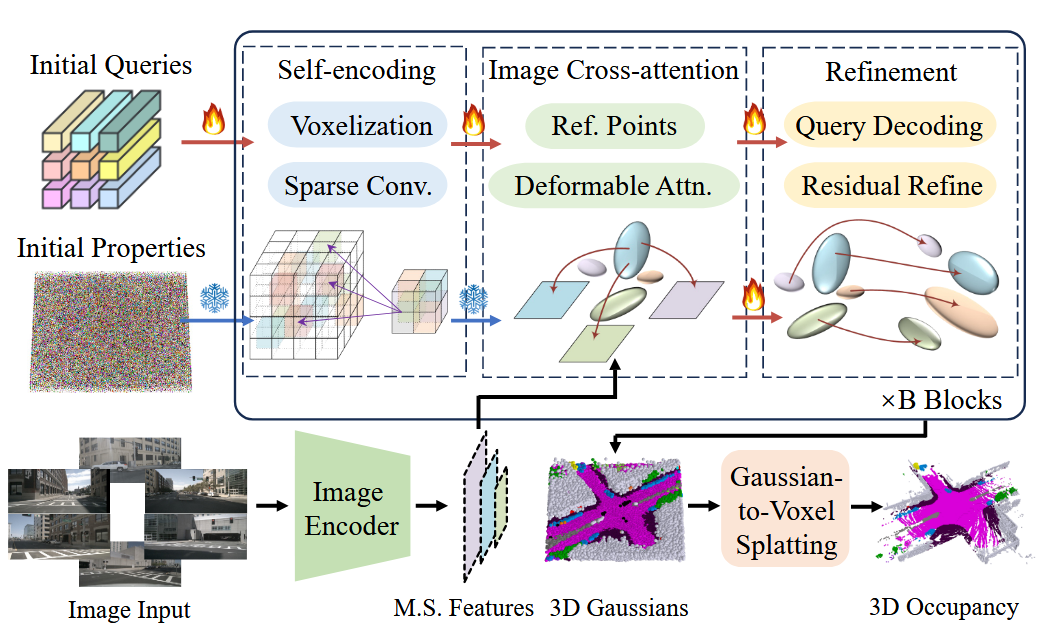 Initial Queries
Self-encoding
Image Cross-attention
Refinement
Voxelization
Ref. Points
Query Decoding
Sparse Conv.
Deformable Attn.
Residual Refine
Initial Properties
×B Blocks
Image
Encoder
Gaussian-
to-Voxel
Splatting
Image Input
M.S. Features
3D Gaussians
3D Occupancy